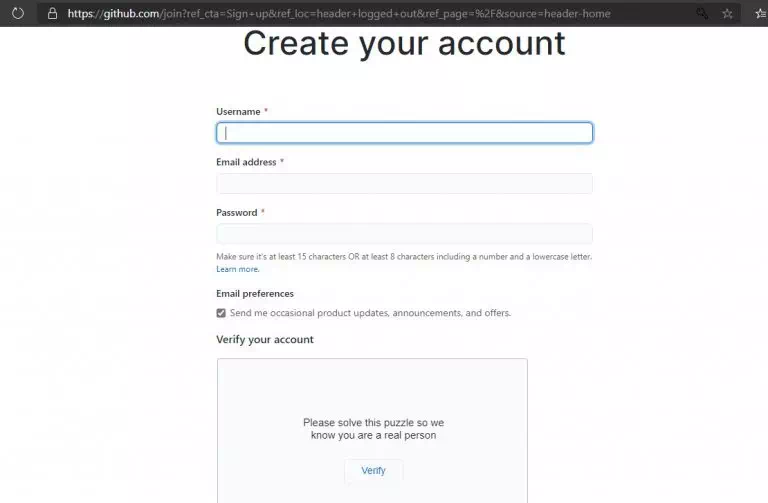 https://github.com/join?ref_cta=Sign+up&ref_loc=header+logged+out&ref_page=%2F&source=header-home
Create your account
Username *
Email address *
Password *
Make sure it's at least 15 characters OR at least 8 characters including a number and a lowercase letter.
Learn more.
Email preferences
Send me occasional product updates, announcements, and offers.
Verify your account
Please solve this puzzle so we
know you are a real person
Verify